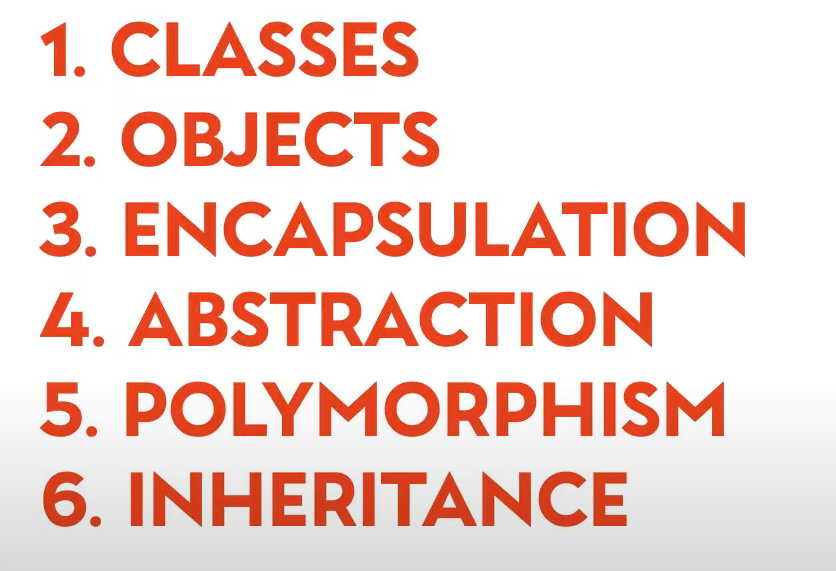 1. CLASSES
2. OBJECTS
3. ENCAPSULATION
4. ABSTRACTION
5. POLYMORPHISM
6. INHERITANCE